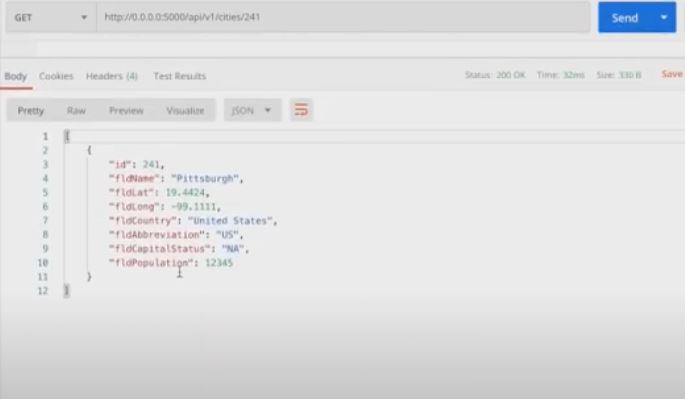 GET http://0.0.0.0:5000/api/v1/cities/241 Send
Body Cookies Headers (4) Test Results Status: 200 OK Time: 32ms Size: 330 B Save
Pretty Raw Preview Visualize JSON
1 [
2 {
3 "id": 241,
4 "fldName": "Pittsburgh",
5 "fldLat": 19.4424,
6 "fldLong": -99.1111,
7 "fldCountry": "United States",
8 "fldAbbreviation": "US",
9 "fldCapitalStatus": "NA",
10 "fldPopulation": 12345
11 }
12 ]